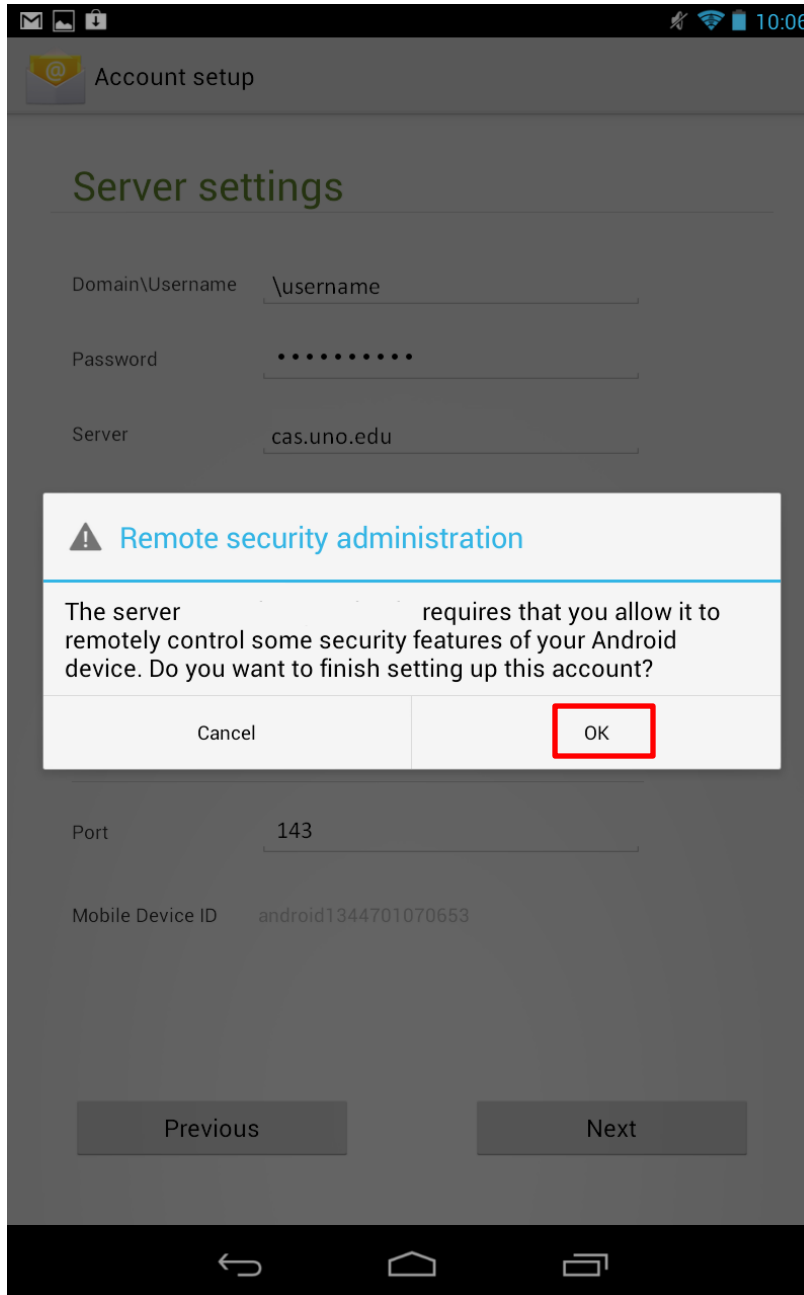 10:06
Account setup
Server settings
Domain\Username \username
Password ••••••••••
Server cas.uno.edu
Remote security administration
The server requires that you allow it to
remotely control some security features of your Android
device. Do you want to finish setting up this account?
Cancel OK
Port 143
Mobile Device ID android1344701070653
Previous Next